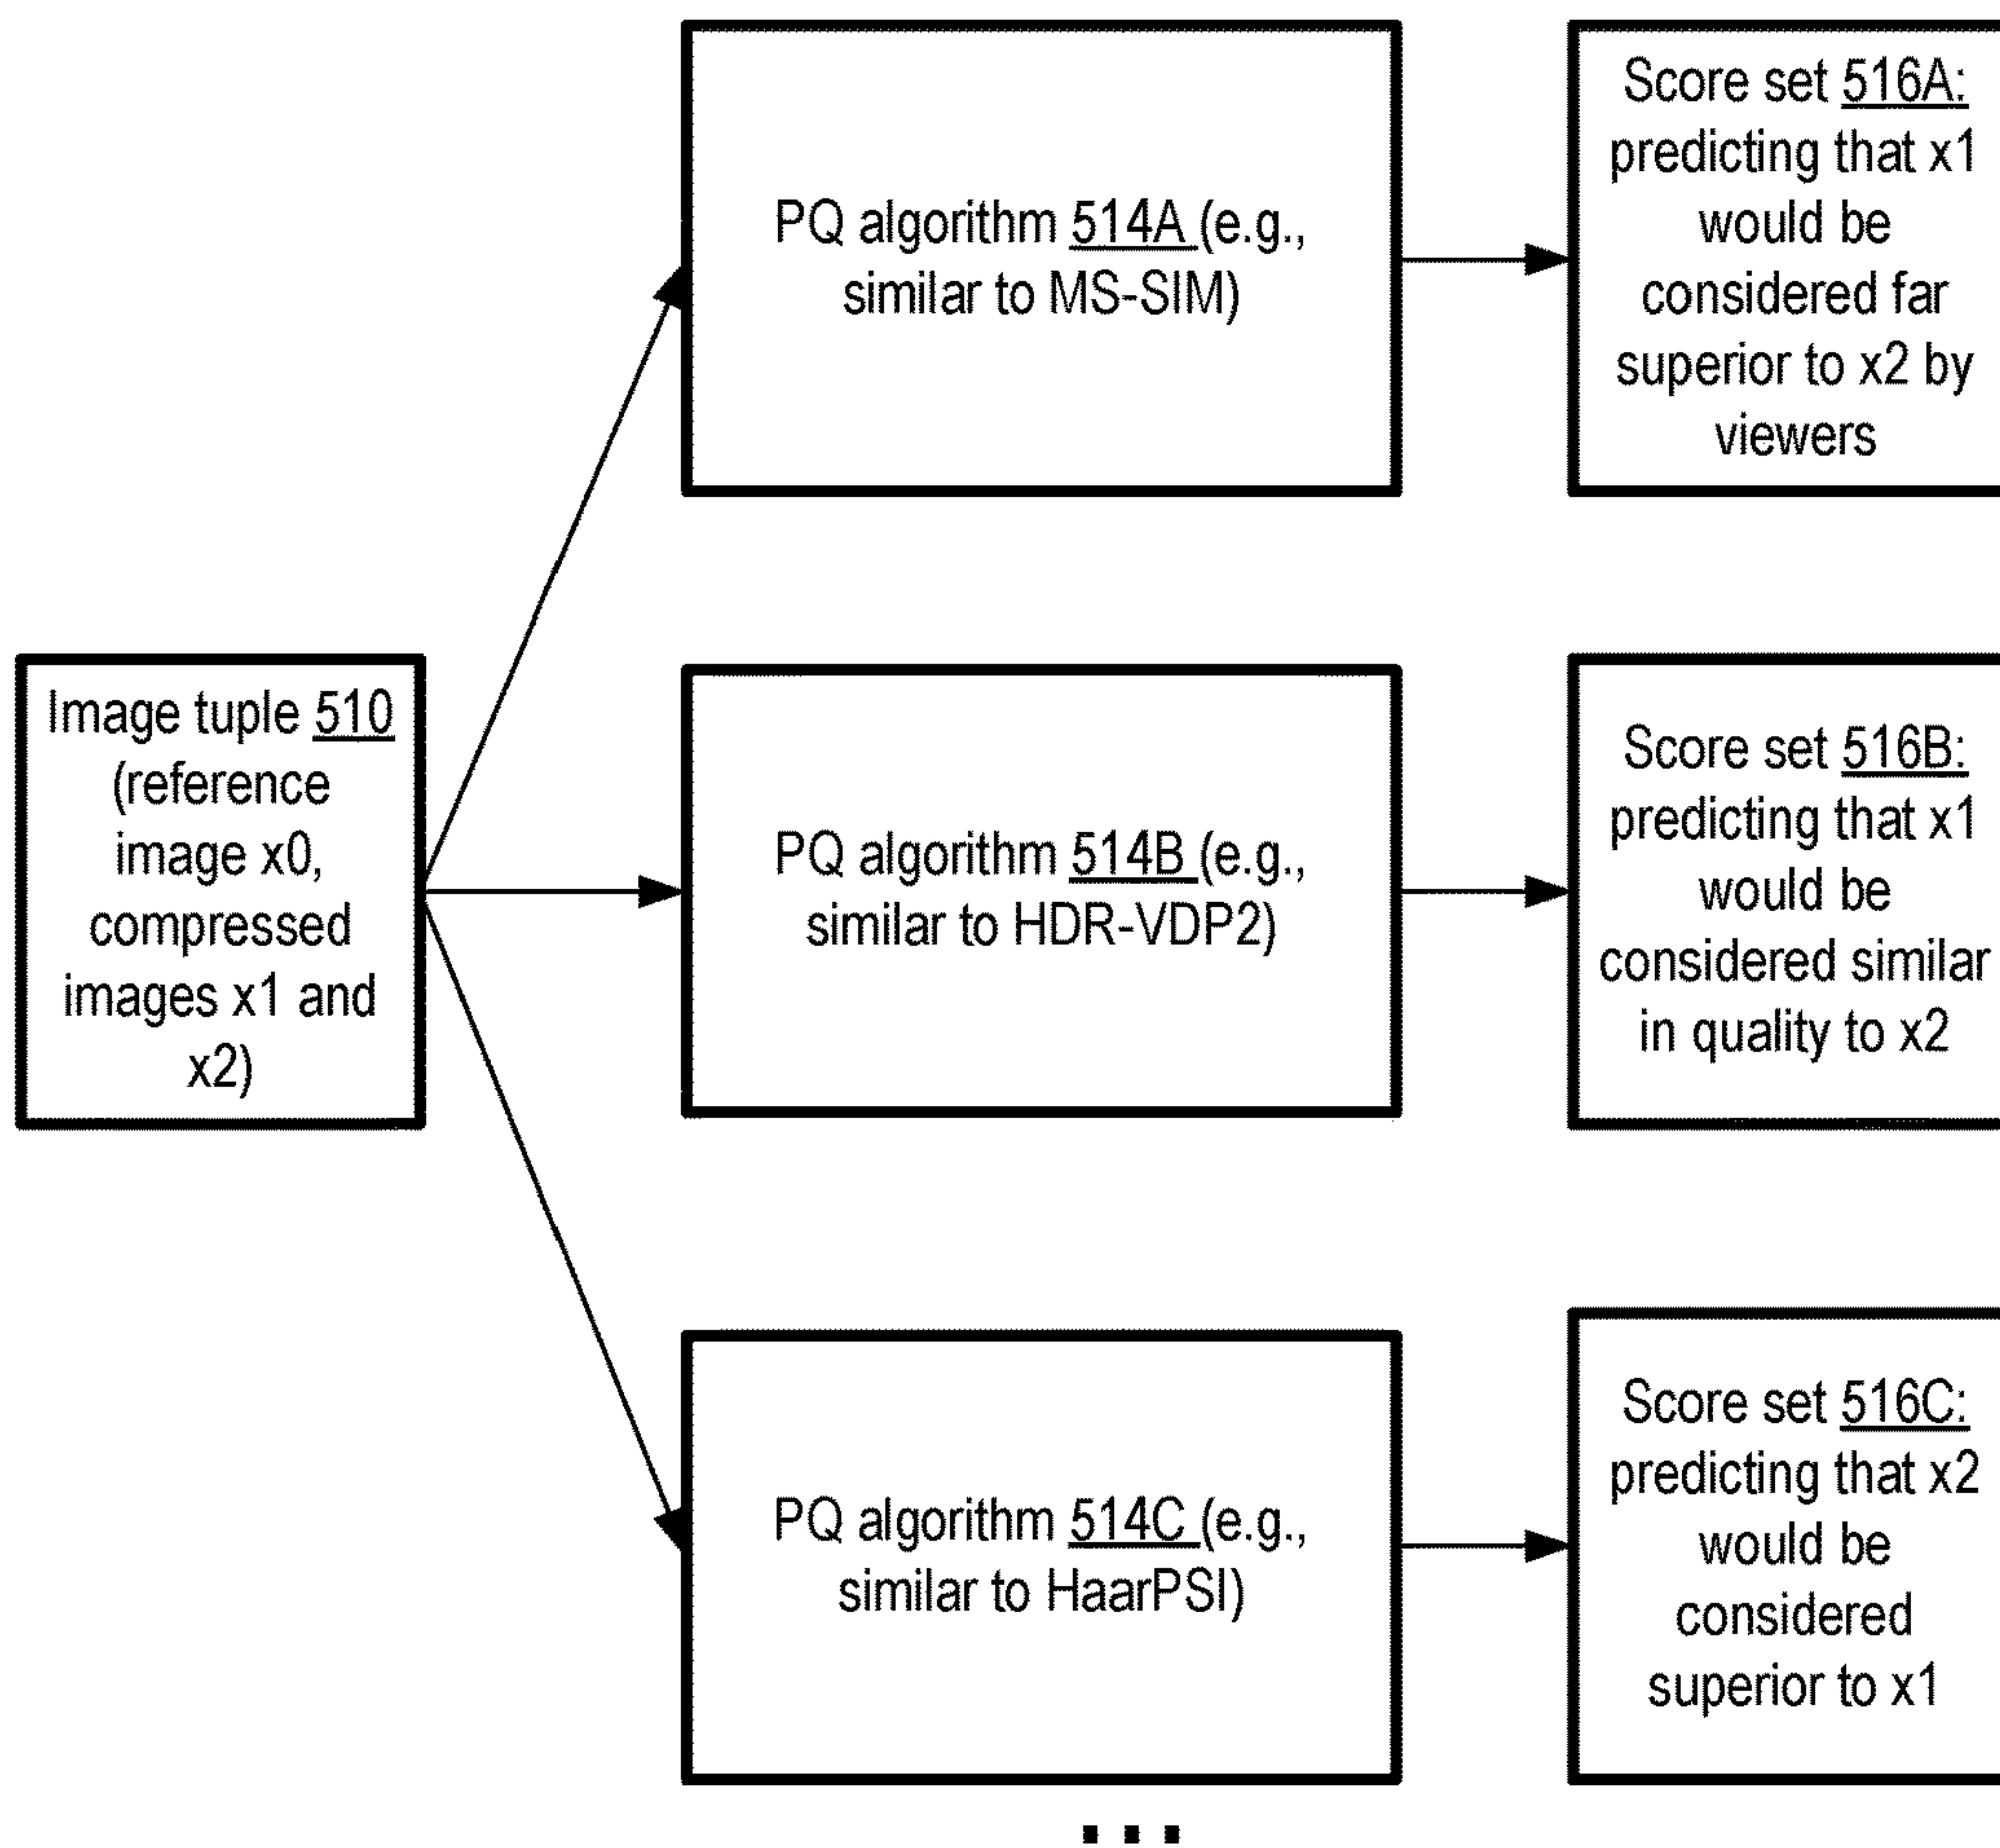 Image tuple 510
(reference
image x0,
compressed
images x1 and
x2)
PQ algorithm 514A (e.g.,
similar to MS-SIM)
Score set 516A:
predicting that x1
would be
considered far
superior to x2 by
viewers
PQ algorithm 514B (e.g.,
similar to HDR-VDP2)
Score set 516B:
predicting that x1
would be
considered similar
in quality to x2
PQ algorithm 514C (e.g.,
similar to HaarPSI)
Score set 516C:
predicting that x2
would be
considered
superior to x1
...